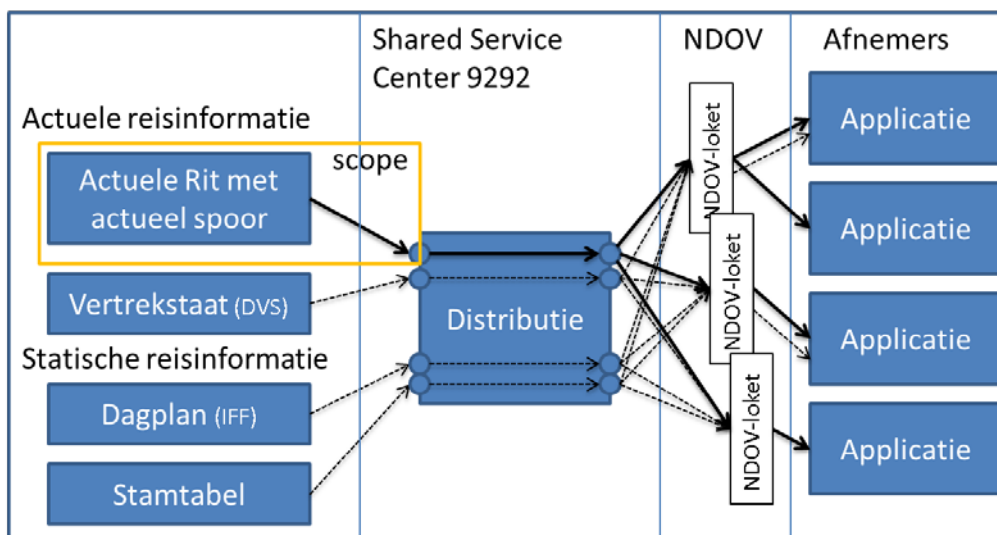 Shared Service
Center 9292
NDOV
Afnemers
Actuele reisinformatie
scope
Actuele Rit met
actueel spoor
Vertrekstaat (DVS)
Statische reisinformatie
Dagplan (IFF)
Stamtabel
Distributie
NDOV-loket
NDOV-loket
NDOV-loket
Applicatie
Applicatie
Applicatie
Applicatie